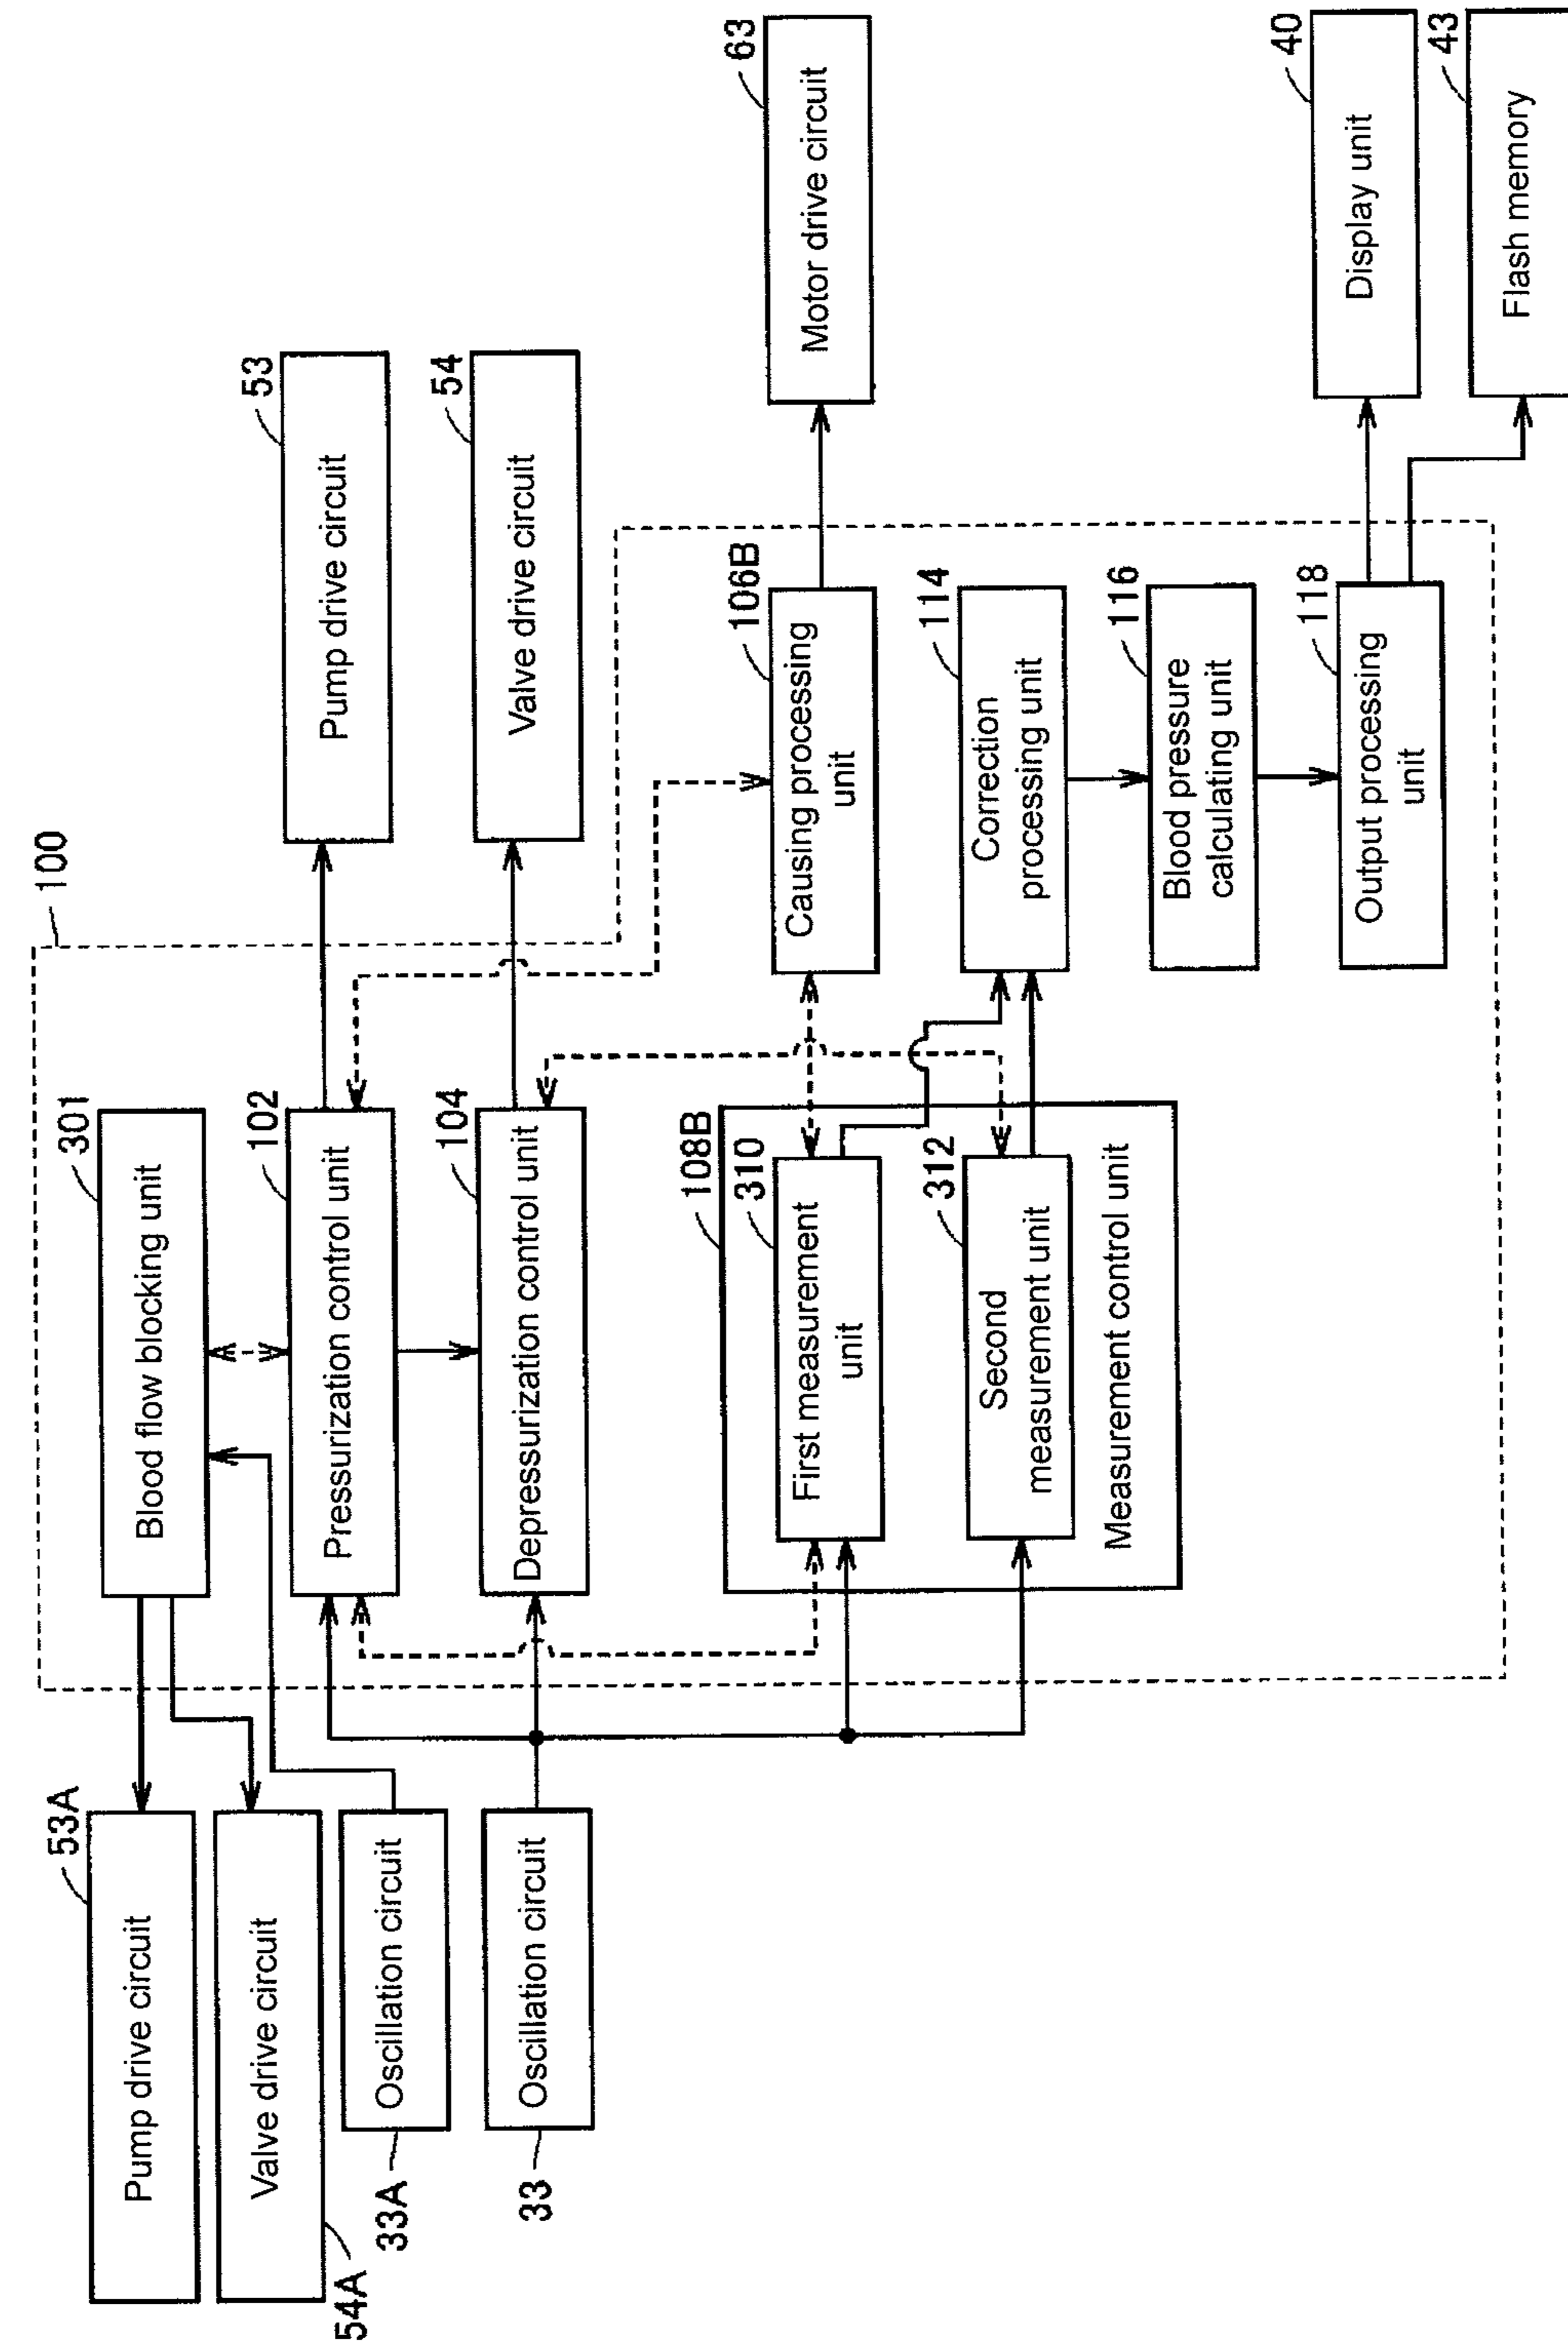 100
53A
Pump drive circuit
54A
Valve drive circuit
33A
Oscillation circuit
33
Oscillation circuit
301
Blood flow blocking unit
102
Pressurization control unit
104
Depressurization control unit
108B
310
First measurement
unit
312
Second
measurement unit
Measurement control unit
53
Pump drive circuit
54
Valve drive circuit
106B
Causing processing
unit
114
Correction
processing unit
116
Blood pressure
calculating unit
118
Output processing
unit
63
Motor drive circuit
40
Display unit
43
Flash memory